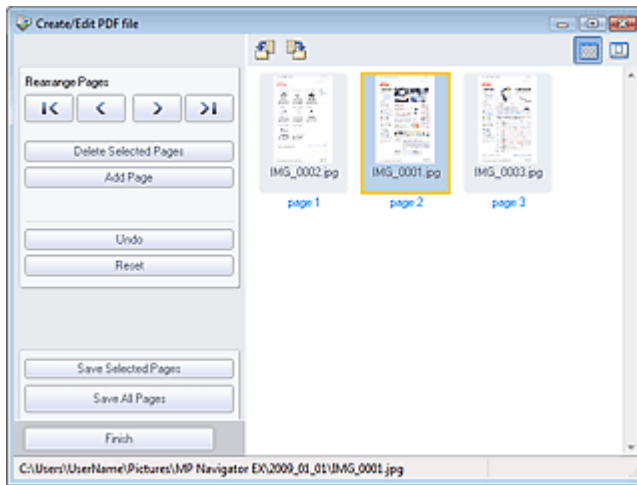 Create/Edit PDF file
Rearrange Pages
Delete Selected Pages
Add Page
Undo
Reset
Save Selected Pages
Save All Pages
Finish
IMG_0002.jpg
IMG_0001.jpg
IMG_0003.jpg
page 1
page 2
page 3
C:\Users\UserName\Pictures\MP Navigator EX\2009_01_01\IMG_0001.jpg